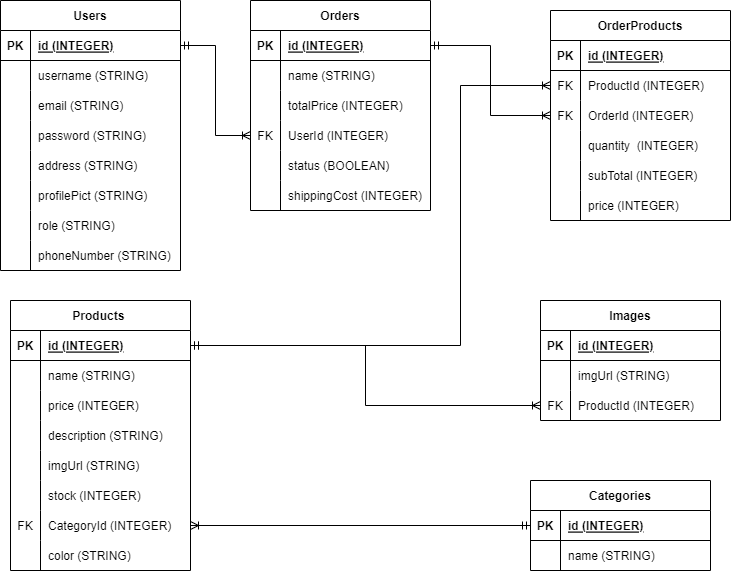 Users
PK id (INTEGER)
username (STRING)
email (STRING)
password (STRING)
address (STRING)
profilePict (STRING)
role (STRING)
phoneNumber (STRING)
Orders
PK id (INTEGER)
name (STRING)
totalPrice (INTEGER)
FK UserId (INTEGER)
status (BOOLEAN)
shippingCost (INTEGER)
OrderProducts
PK id (INTEGER)
FK ProductId (INTEGER)
FK OrderId (INTEGER)
quantity (INTEGER)
subTotal (INTEGER)
price (INTEGER)
Products
PK id (INTEGER)
name (STRING)
price (INTEGER)
description (STRING)
imgUrl (STRING)
stock (INTEGER)
FK CategoryId (INTEGER)
color (STRING)
Images
PK id (INTEGER)
imgUrl (STRING)
FK ProductId (INTEGER)
Categories
PK id (INTEGER)
name (STRING)